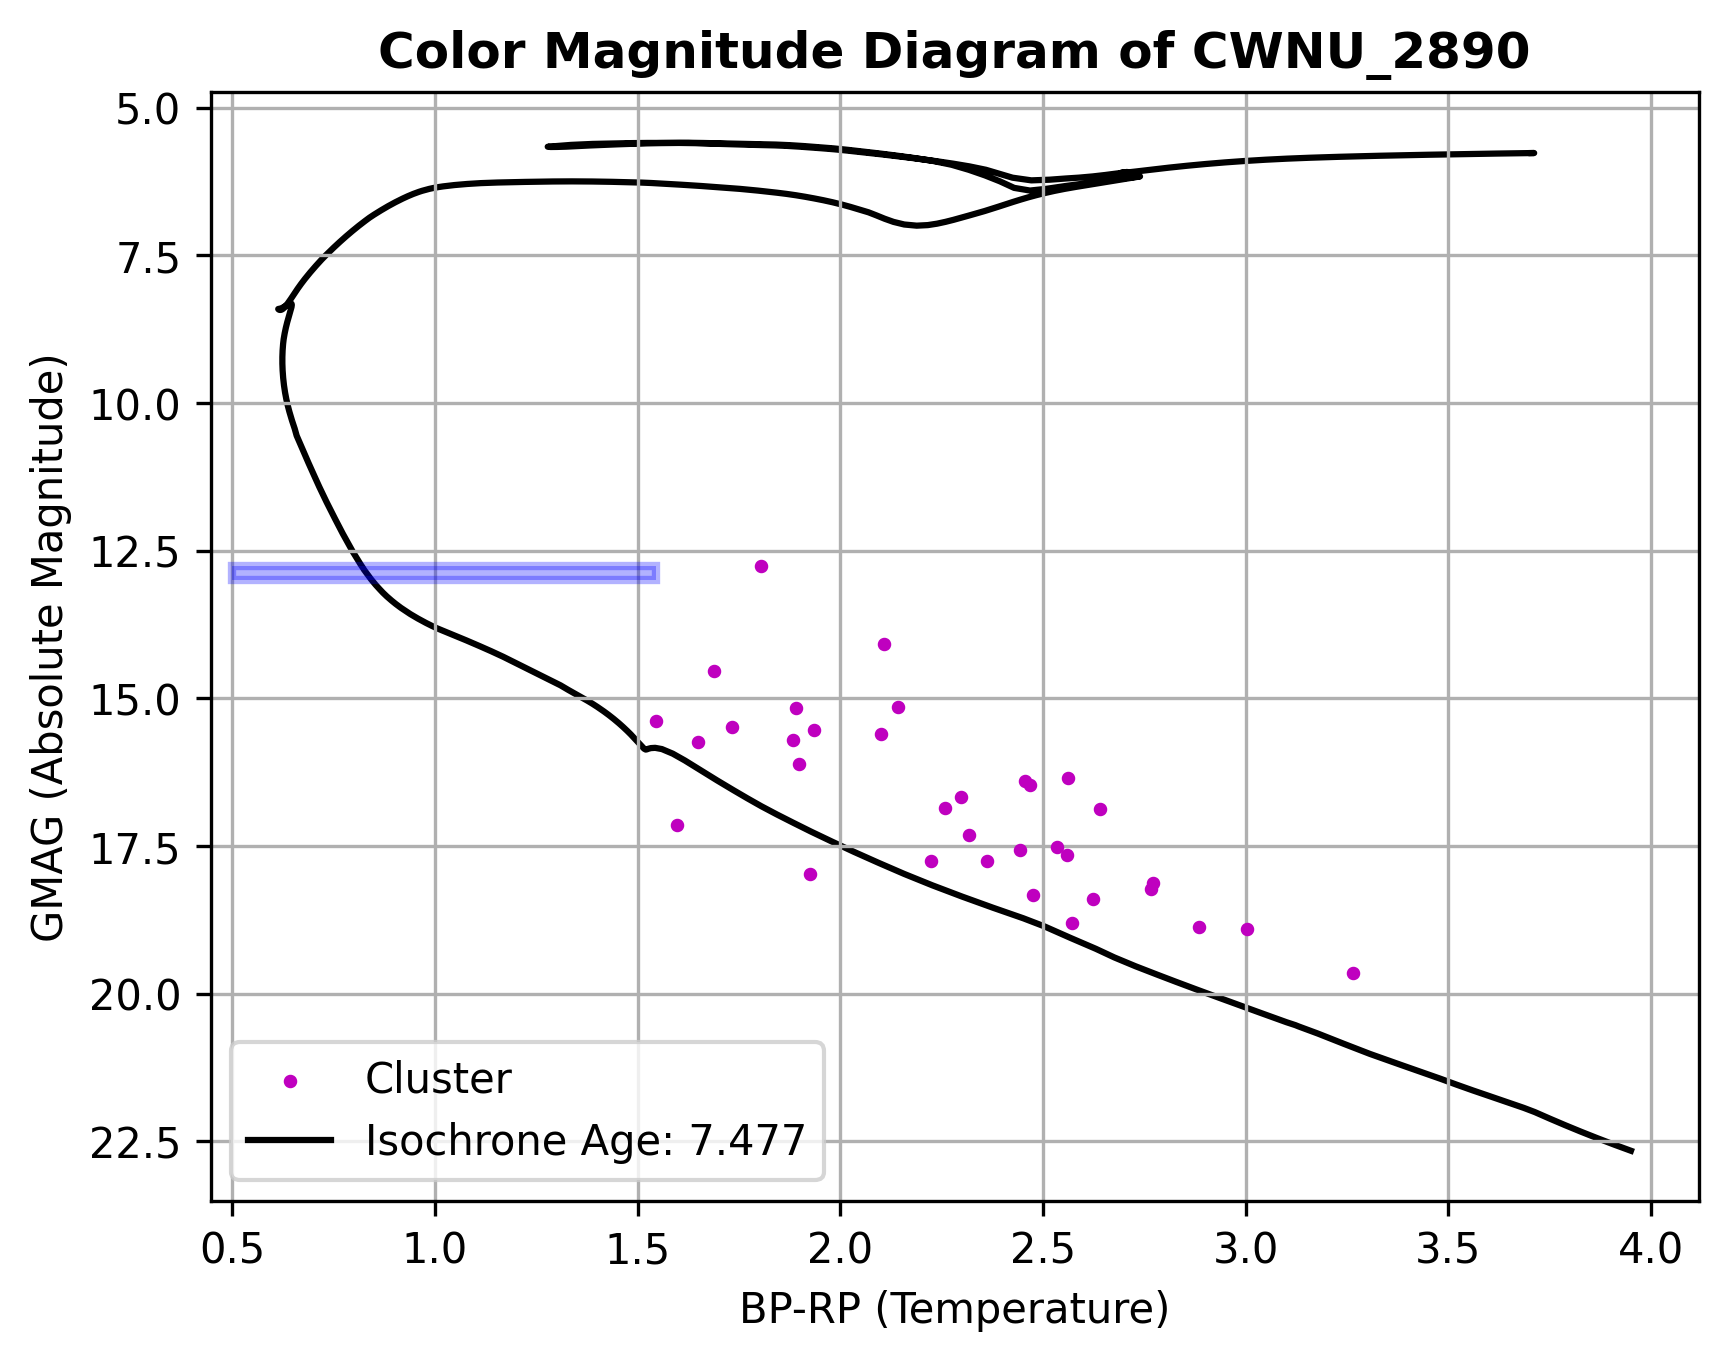 Color Magnitude Diagram of CWNU_2890
5.0
7.5
10.0
12.5
15.0
17.5
20.0
22.5
GMAG (Absolute Magnitude)
Cluster
Isochrone Age: 7.477
0.5 1.0 1.5 2.0 2.5 3.0 3.5 4.0
BP-RP (Temperature)